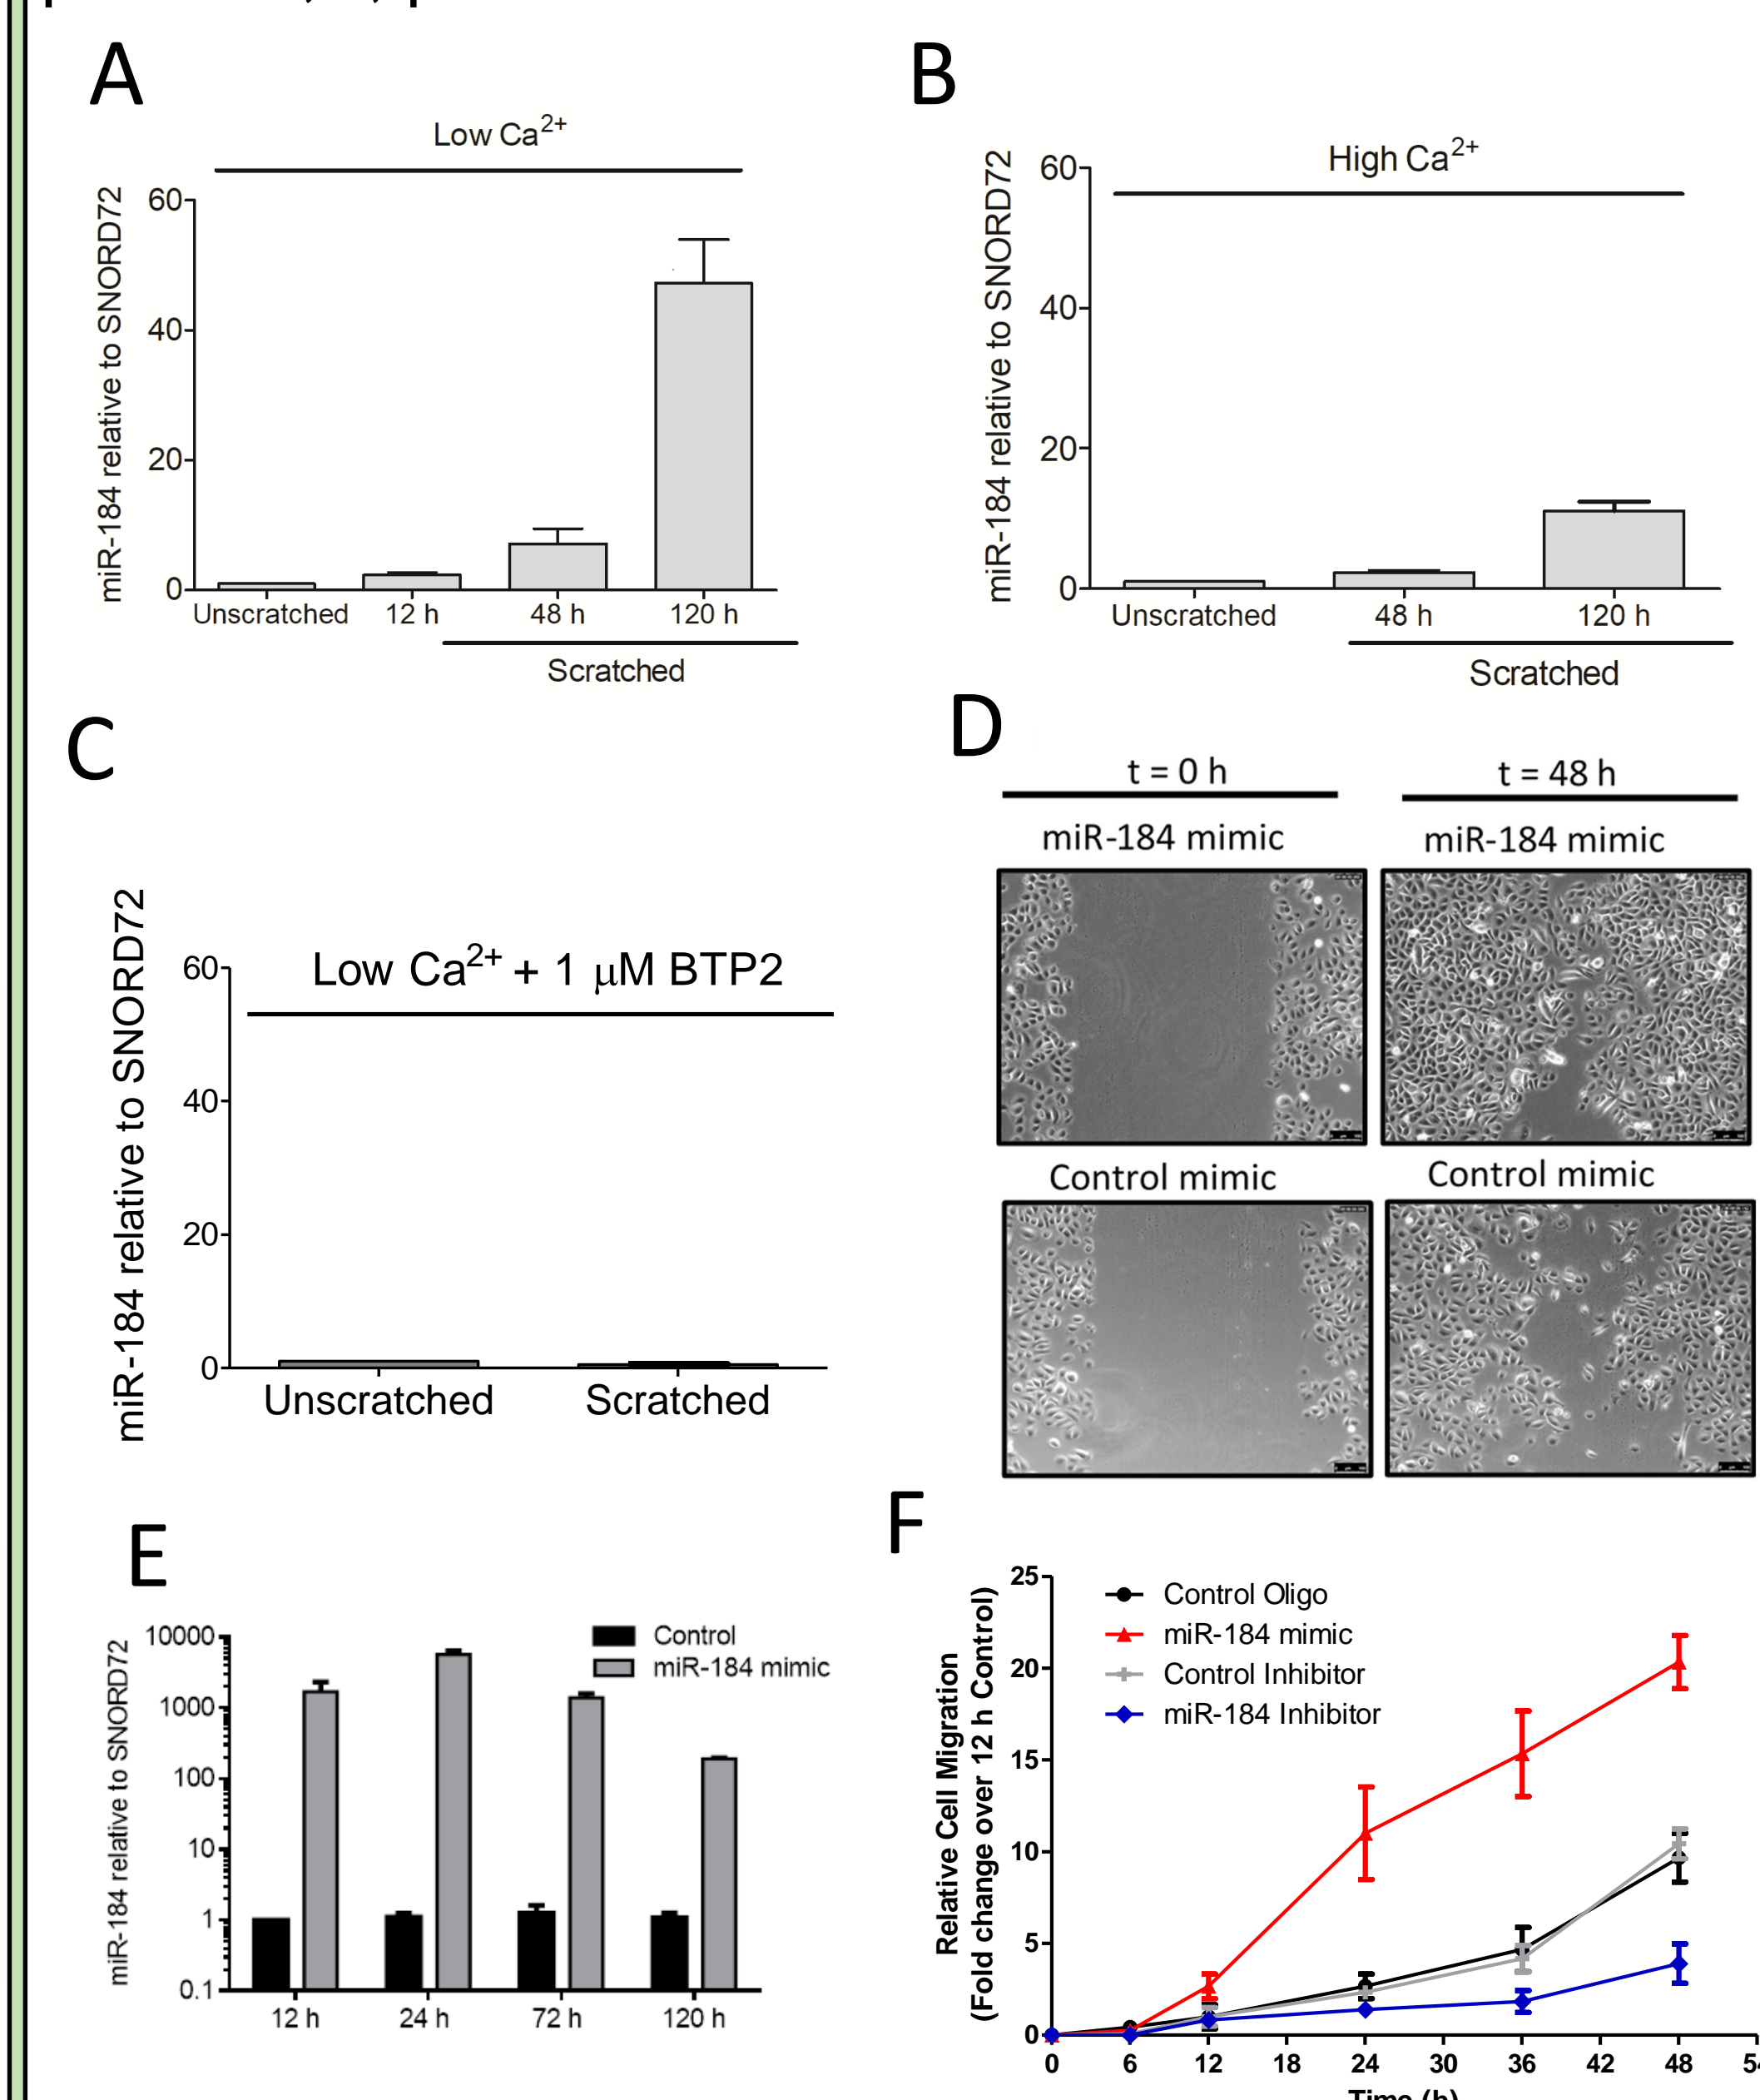 A
Low Ca2+
miR-184 relative to SNORD72
60
40
20
0
Unscratched 12 h 48 h 120 h
Scratched
B
High Ca2+
miR-184 relative to SNORD72
60
40
20
0
Unscratched 48 h 120 h
Scratched
C
Low Ca2+ + 1 μM BTP2
miR-184 relative to SNORD72
60
40
20
0
Unscratched Scratched
D
t = 0 h t = 48 h
miR-184 mimic miR-184 mimic
Control mimic Control mimic
E
miR-184 relative to SNORD72
10000
1000
100
10
1
0.1
Control
miR-184 mimic
12 h 24 h 72 h 120 h
F
Relative Cell Migration
(Fold change over 12 h Control)
25
20
15
10
5
0
Control Oligo
miR-184 mimic
Control Inhibitor
miR-184 Inhibitor
0 6 12 18 24 30 36 42 48
Time (h)